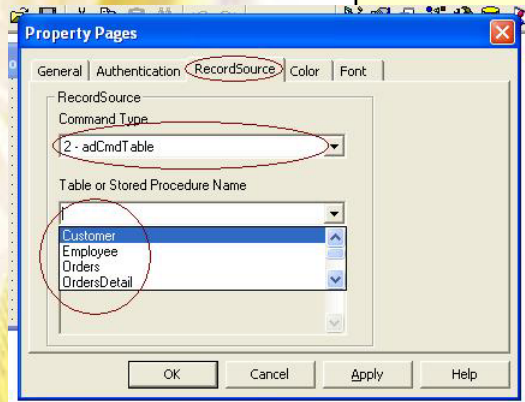 Property Pages
General Authentication RecordSource Color Font
RecordSource
Command Type
2 - adCmdTable
Table or Stored Procedure Name
Customer
Employee
Orders
OrdersDetail
OK Cancel Apply Help